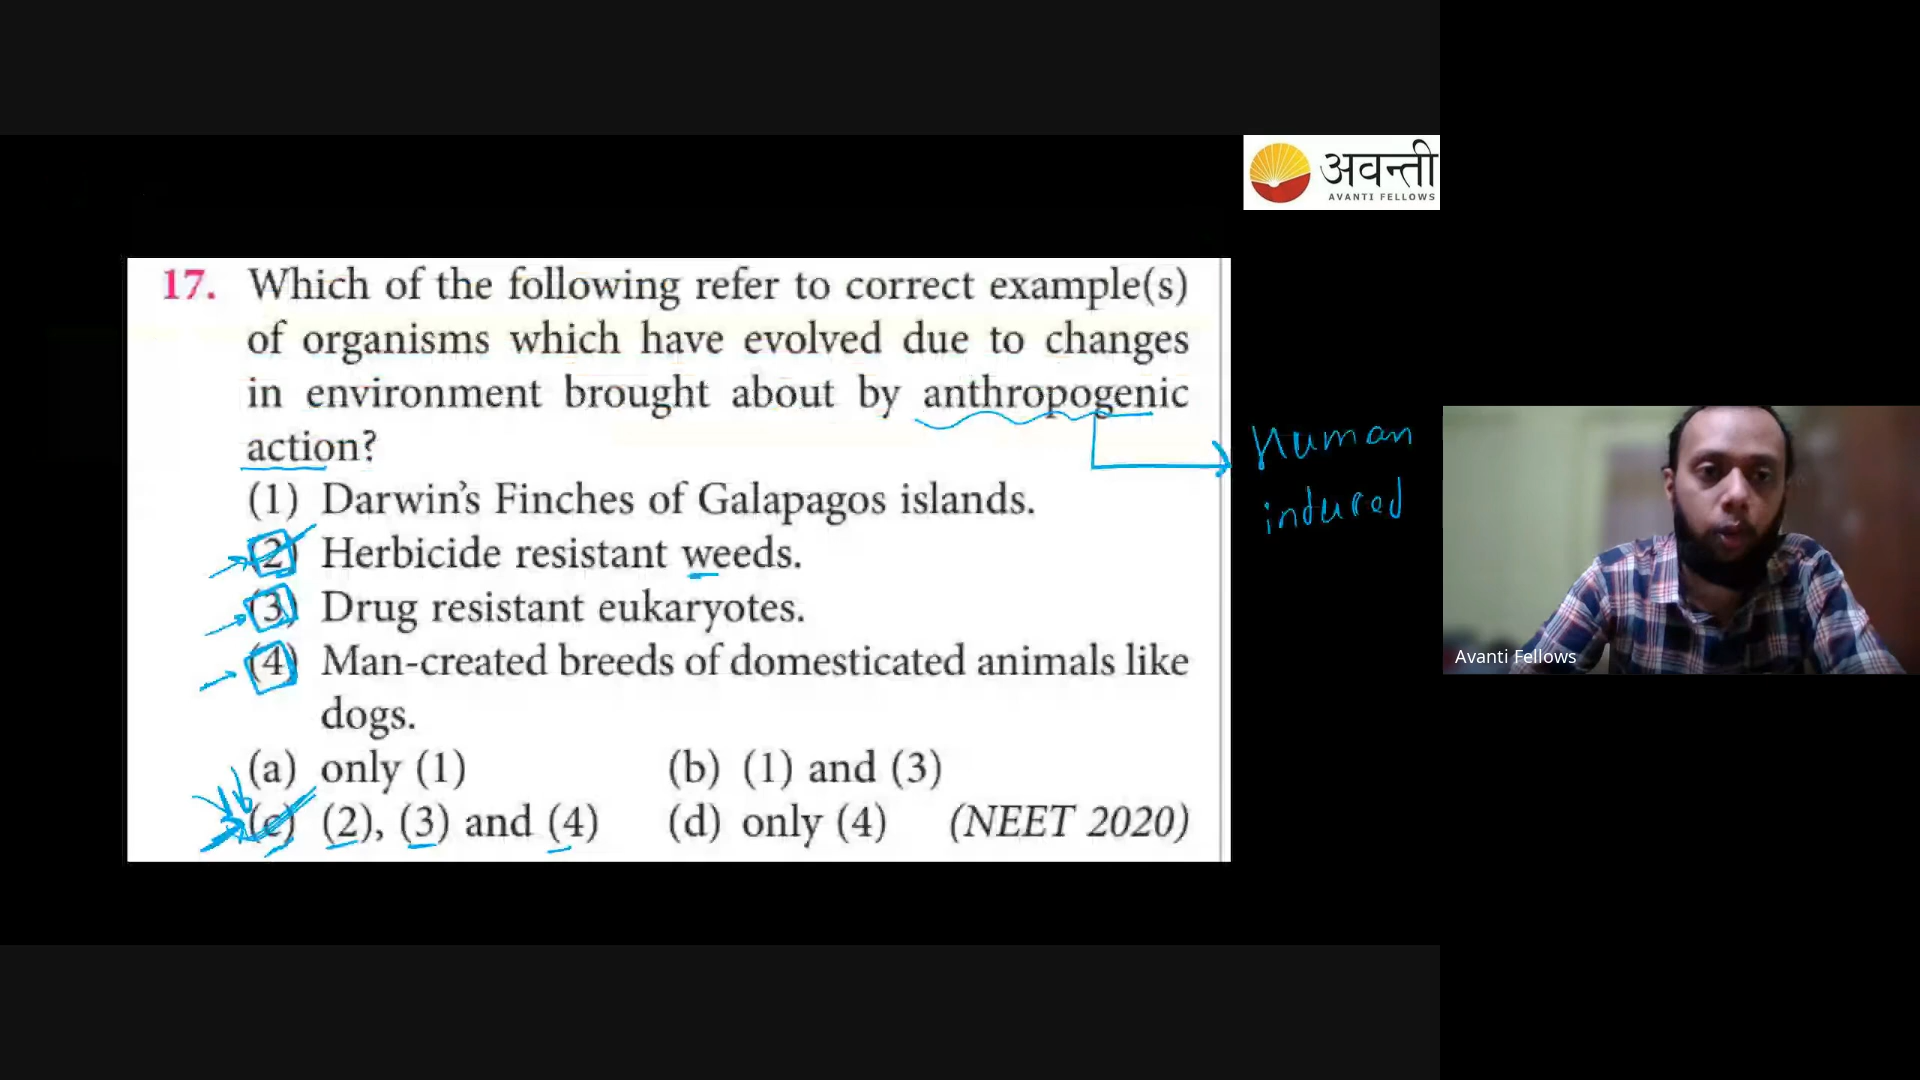 अवन्ती
AVANTI FELLOWS
17. Which of the following refer to correct example(s)
of organisms which have evolved due to changes
in environment brought about by anthropogenic
action?
Human
indured
(1) Darwin's Finches of Galapagos islands.
(2) Herbicide resistant weeds.
(3) Drug resistant eukaryotes.
(4) Man-created breeds of domesticated animals like
dogs.
(a) only (1) (b) (1) and (3)
(c) (2), (3) and (4) (d) only (4) (NEET 2020)
Avanti Fellows